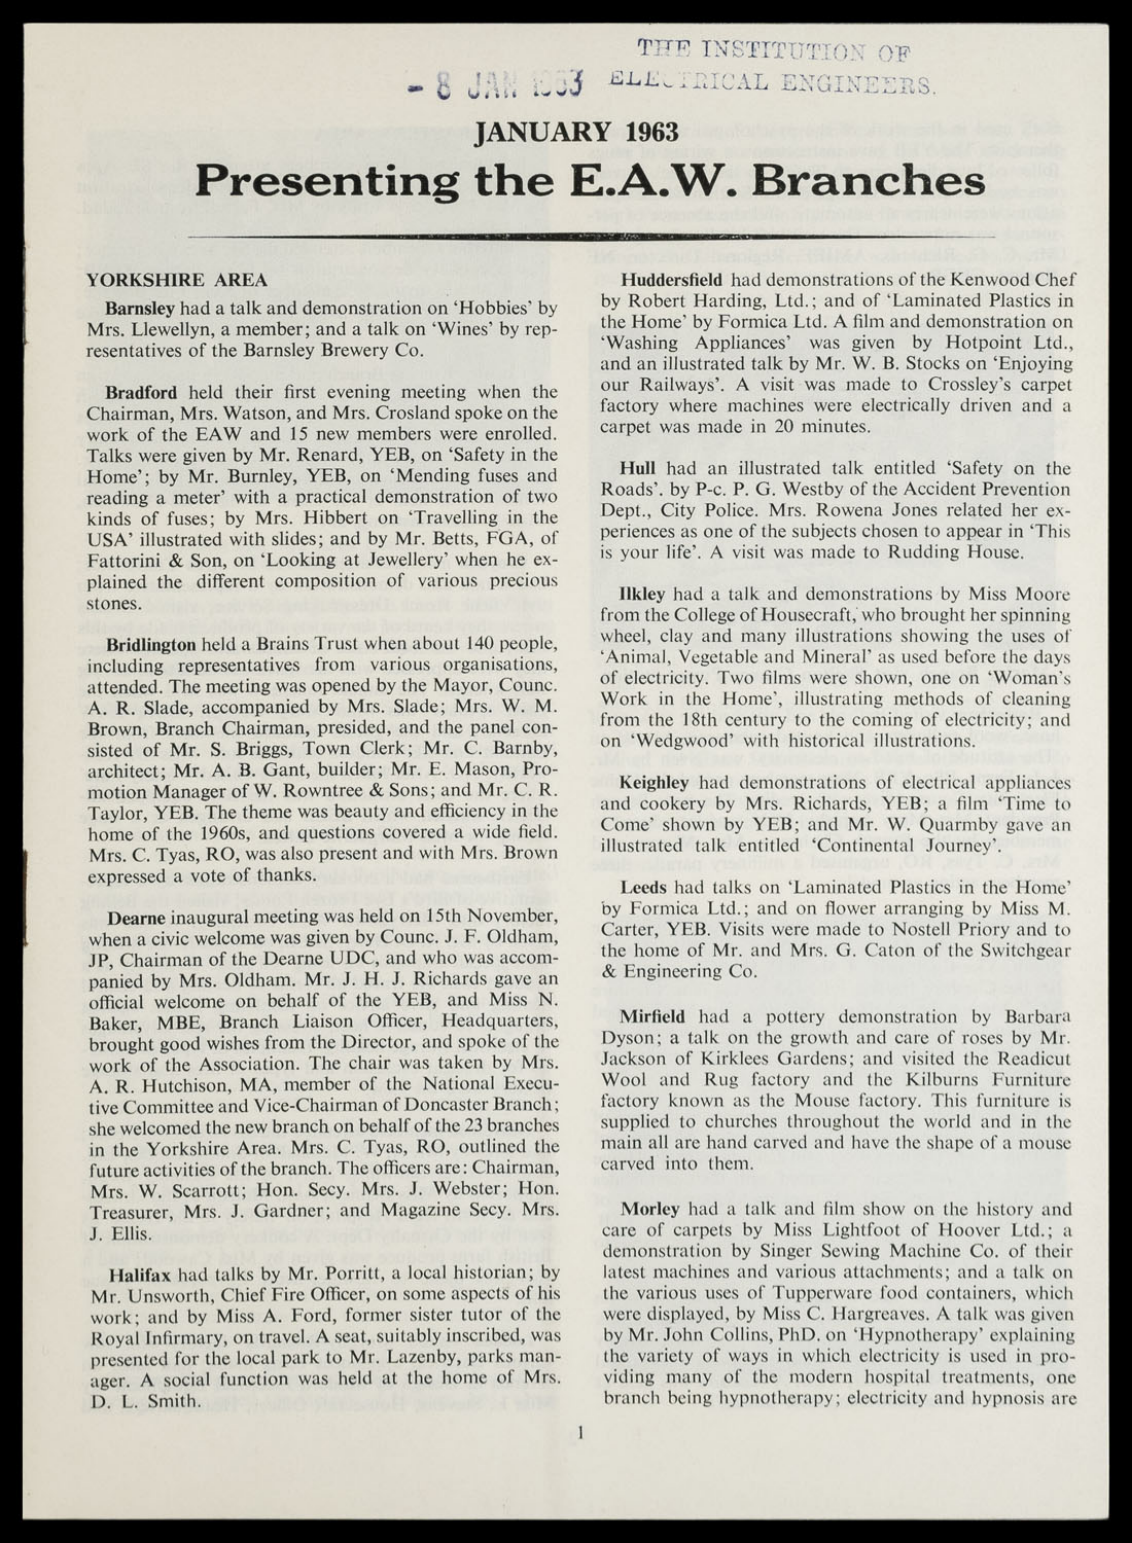 THE INSTITUTION OF
- 8 JAN 1963 ELECTRICAL ENGINEERS.
JANUARY 1963
Presenting the E.A.W. Branches
YORKSHIRE AREA
Barnsley had a talk and demonstration on ‘Hobbies’ by
Mrs. Llewellyn, a member; and a talk on ‘Wines’ by rep-
resentatives of the Barnsley Brewery Co.
Bradford held their first evening meeting when the
Chairman, Mrs. Watson, and Mrs. Crosland spoke on the
work of the EAW and 15 new members were enrolled.
Talks were given by Mr. Renard, YEB, on ‘Safety in the
Home’; by Mr. Burnley, YEB, on ‘Mending fuses and
reading a meter’ with a practical demonstration of two
kinds of fuses; by Mrs. Hibbert on ‘Travelling in the
USA’ illustrated with slides; and by Mr. Betts, FGA, of
Fattorini & Son, on ‘Looking at Jewellery’ when he ex-
plained the different composition of various precious
stones.
Bridlington held a Brains Trust when about 140 people,
including representatives from various organisations,
attended. The meeting was opened by the Mayor, Counc.
A. R. Slade, accompanied by Mrs. Slade; Mrs. W. M.
Brown, Branch Chairman, presided, and the panel con-
sisted of Mr. S. Briggs, Town Clerk; Mr. C. Barnby,
architect; Mr. A. B. Gant, builder; Mr. E. Mason, Pro-
motion Manager of W. Rowntree & Sons; and Mr. C. R.
Taylor, YEB. The theme was beauty and efficiency in the
home of the 1960s, and questions covered a wide field.
Mrs. C. Tyas, RO, was also present and with Mrs. Brown
expressed a vote of thanks.
Dearne inaugural meeting was held on 15th November,
when a civic welcome was given by Counc. J. F. Oldham,
JP, Chairman of the Dearne UDC, and who was accom-
panied by Mrs. Oldham. Mr. J. H. J. Richards gave an
official welcome on behalf of the YEB, and Miss N.
Baker, MBE, Branch Liaison Officer, Headquarters,
brought good wishes from the Director, and spoke of the
work of the Association. The chair was taken by Mrs.
A. R. Hutchison, MA, member of the National Execu-
tive Committee and Vice-Chairman of Doncaster Branch;
she welcomed the new branch on behalf of the 23 branches
in the Yorkshire Area. Mrs. C. Tyas, RO, outlined the
future activities of the branch. The officers are: Chairman,
Mrs. W. Scarrott; Hon. Secy. Mrs. J. Webster; Hon.
Treasurer, Mrs. J. Gardner; and Magazine Secy. Mrs.
J. Ellis.
Halifax had talks by Mr. Porritt, a local historian; by
Mr. Unsworth, Chief Fire Officer, on some aspects of his
work; and by Miss A. Ford, former sister tutor of the
Royal Infirmary, on travel. A seat, suitably inscribed, was
presented for the local park to Mr. Lazenby, parks man-
ager. A social function was held at the home of Mrs.
D. L. Smith.
Huddersfield had demonstrations of the Kenwood Chef
by Robert Harding, Ltd.; and of ‘Laminated Plastics in
the Home’ by Formica Ltd. A film and demonstration on
‘Washing Appliances’ was given by Hotpoint Ltd.,
and an illustrated talk by Mr. W. B. Stocks on ‘Enjoying
our Railways’. A visit was made to Crossley’s carpet
factory where machines were electrically driven and a
carpet was made in 20 minutes.
Hull had an illustrated talk entitled ‘Safety on the
Roads’. by P-c. P. G. Westby of the Accident Prevention
Dept., City Police. Mrs. Rowena Jones related her ex-
periences as one of the subjects chosen to appear in ‘This
is your life’. A visit was made to Rudding House.
Ilkley had a talk and demonstrations by Miss Moore
from the College of Housecraft, who brought her spinning
wheel, clay and many illustrations showing the uses of
‘Animal, Vegetable and Mineral’ as used before the days
of electricity. Two films were shown, one on ‘Woman’s
Work in the Home’, illustrating methods of cleaning
from the 18th century to the coming of electricity; and
on ‘Wedgwood’ with historical illustrations.
Keighley had demonstrations of electrical appliances
and cookery by Mrs. Richards, YEB; a film ‘Time to
Come’ shown by YEB; and Mr. W. Quarmby gave an
illustrated talk entitled ‘Continental Journey’.
Leeds had talks on ‘Laminated Plastics in the Home’
by Formica Ltd.; and on flower arranging by Miss M.
Carter, YEB. Visits were made to Nostell Priory and to
the home of Mr. and Mrs. G. Caton of the Switchgear
& Engineering Co.
Mirfield had a pottery demonstration by Barbara
Dyson; a talk on the growth and care of roses by Mr.
Jackson of Kirklees Gardens; and visited the Readicut
Wool and Rug factory and the Kilburns Furniture
factory known as the Mouse factory. This furniture is
supplied to churches throughout the world and in the
main all are hand carved and have the shape of a mouse
carved into them.
Morley had a talk and film show on the history and
care of carpets by Miss Lightfoot of Hoover Ltd.; a
demonstration by Singer Sewing Machine Co. of their
latest machines and various attachments; and a talk on
the various uses of Tupperware food containers, which
were displayed, by Miss C. Hargreaves. A talk was given
by Mr. John Collins, PhD. on ‘Hypnotherapy’ explaining
the variety of ways in which electricity is used in pro-
viding many of the modern hospital treatments, one
branch being hypnotherapy; electricity and hypnosis are
1